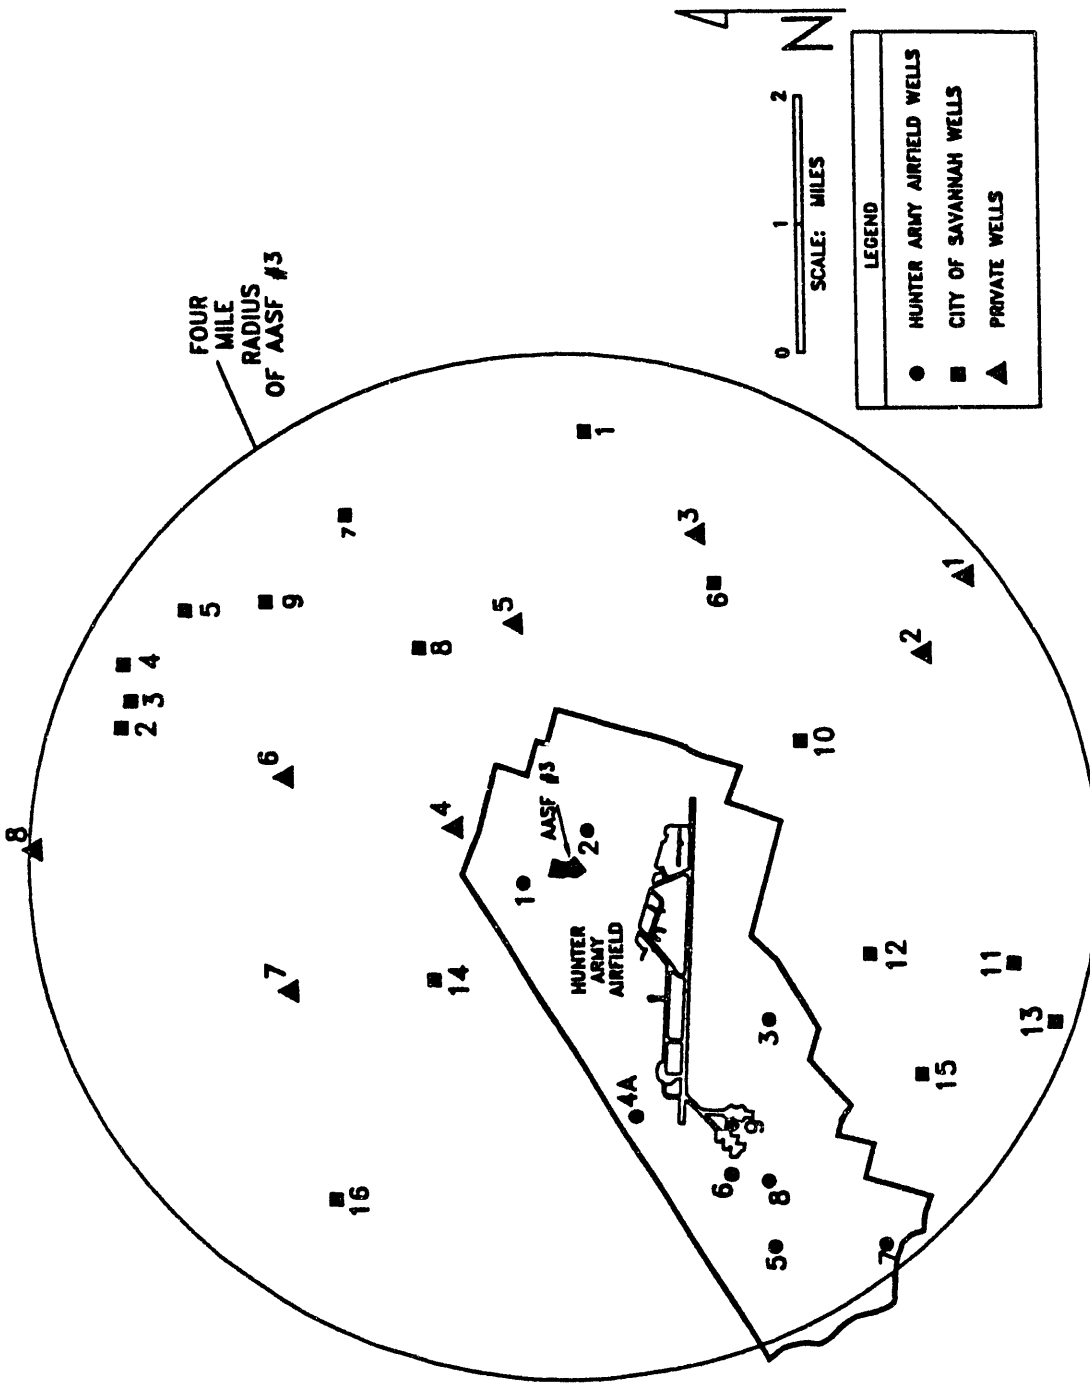 FOUR
MILE
RADIUS
OF AASF #3
N
0 1 2
SCALE: MILES
LEGEND
HUNTER ARMY AIRFIELD WELLS
CITY OF SAVANNAH WELLS
PRIVATE WELLS
AASF #3
HUNTER
ARMY
AIRFIELD
1
2
3
4A
5
6
7
8
9
1
2
3
4
5
6
7
8
9
10
11
12
13
14
15
16
1
2
3
4
5
6
7
8